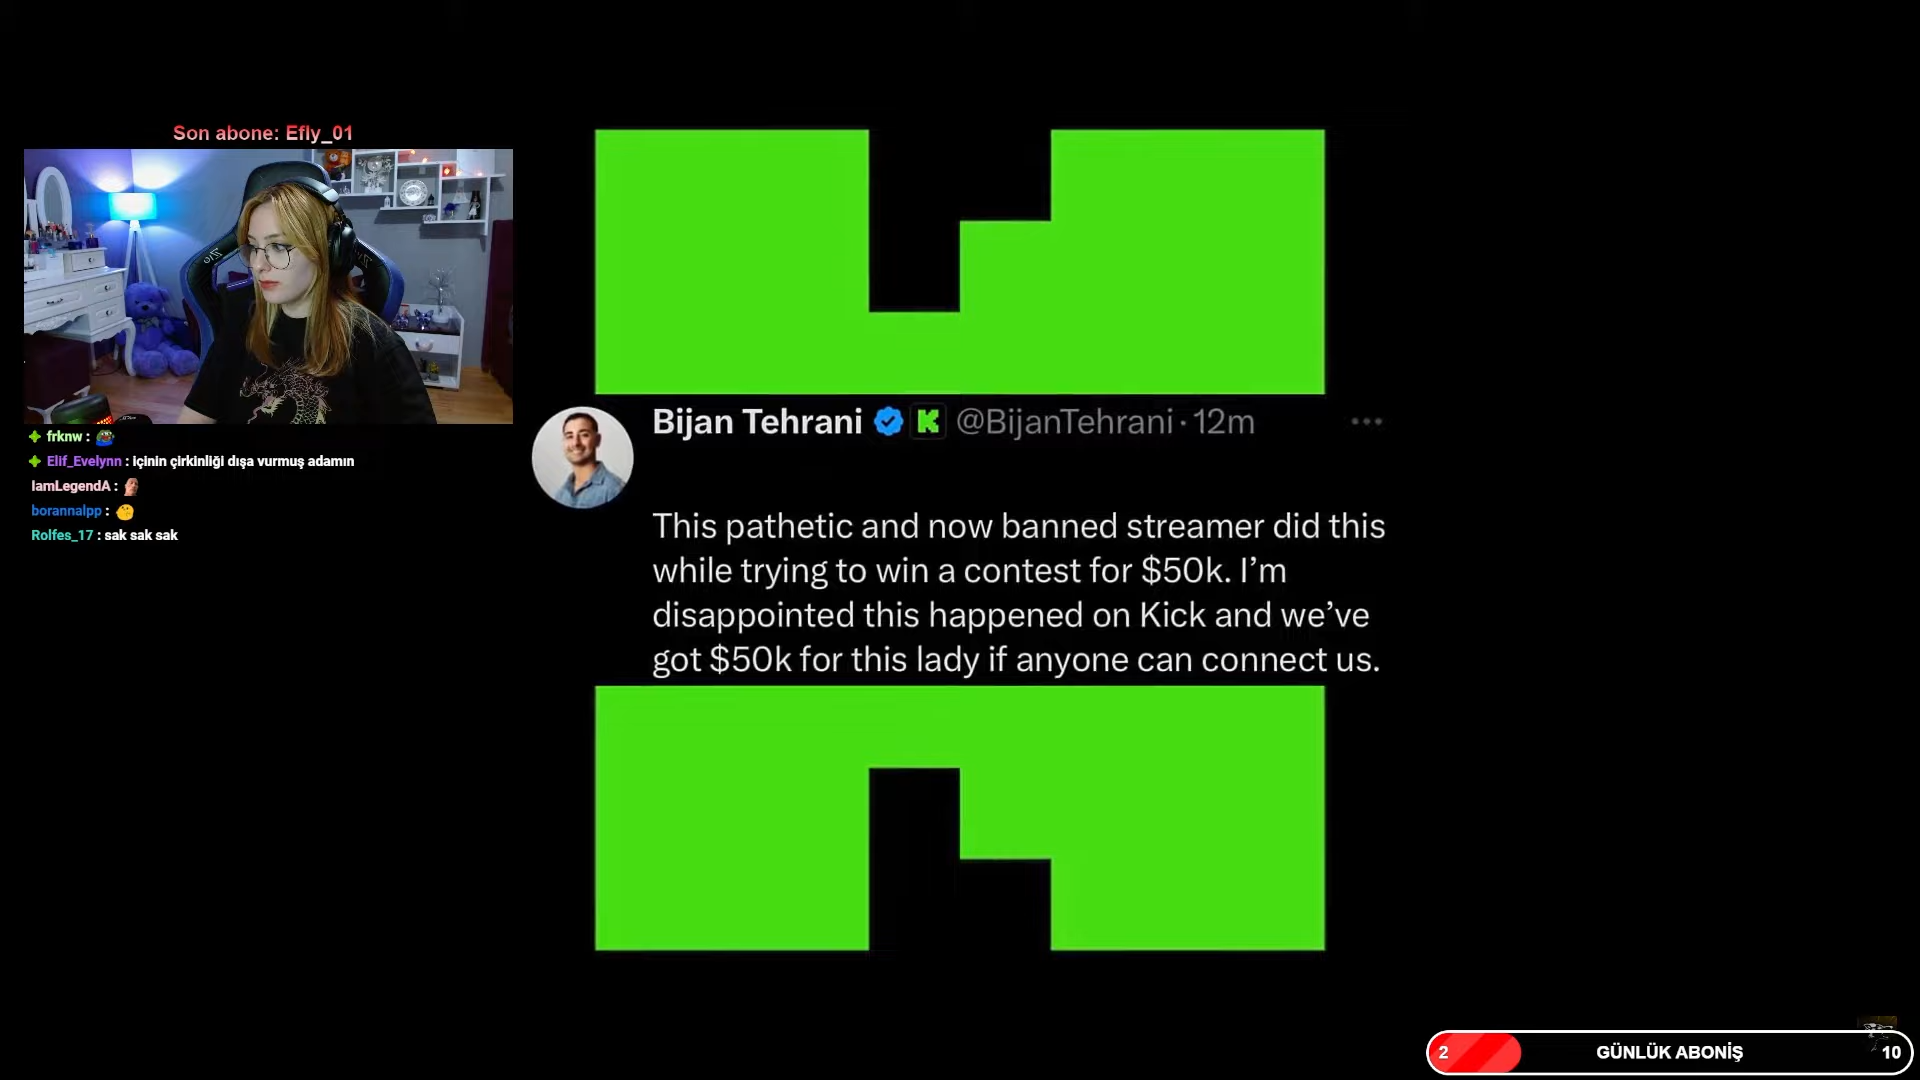 Son abone: Efly_01
frknw :
Elif_Evelynn : içinin çirkinliği dışa vurmuş adamın
IamLegendA :
borannalpp :
Rolfes_17 : sak sak sak
Bijan Tehrani @BijanTehrani · 12m
This pathetic and now banned streamer did this
while trying to win a contest for $50k. I’m
disappointed this happened on Kick and we’ve
got $50k for this lady if anyone can connect us.
2 GÜNLÜK ABONİŞ 10